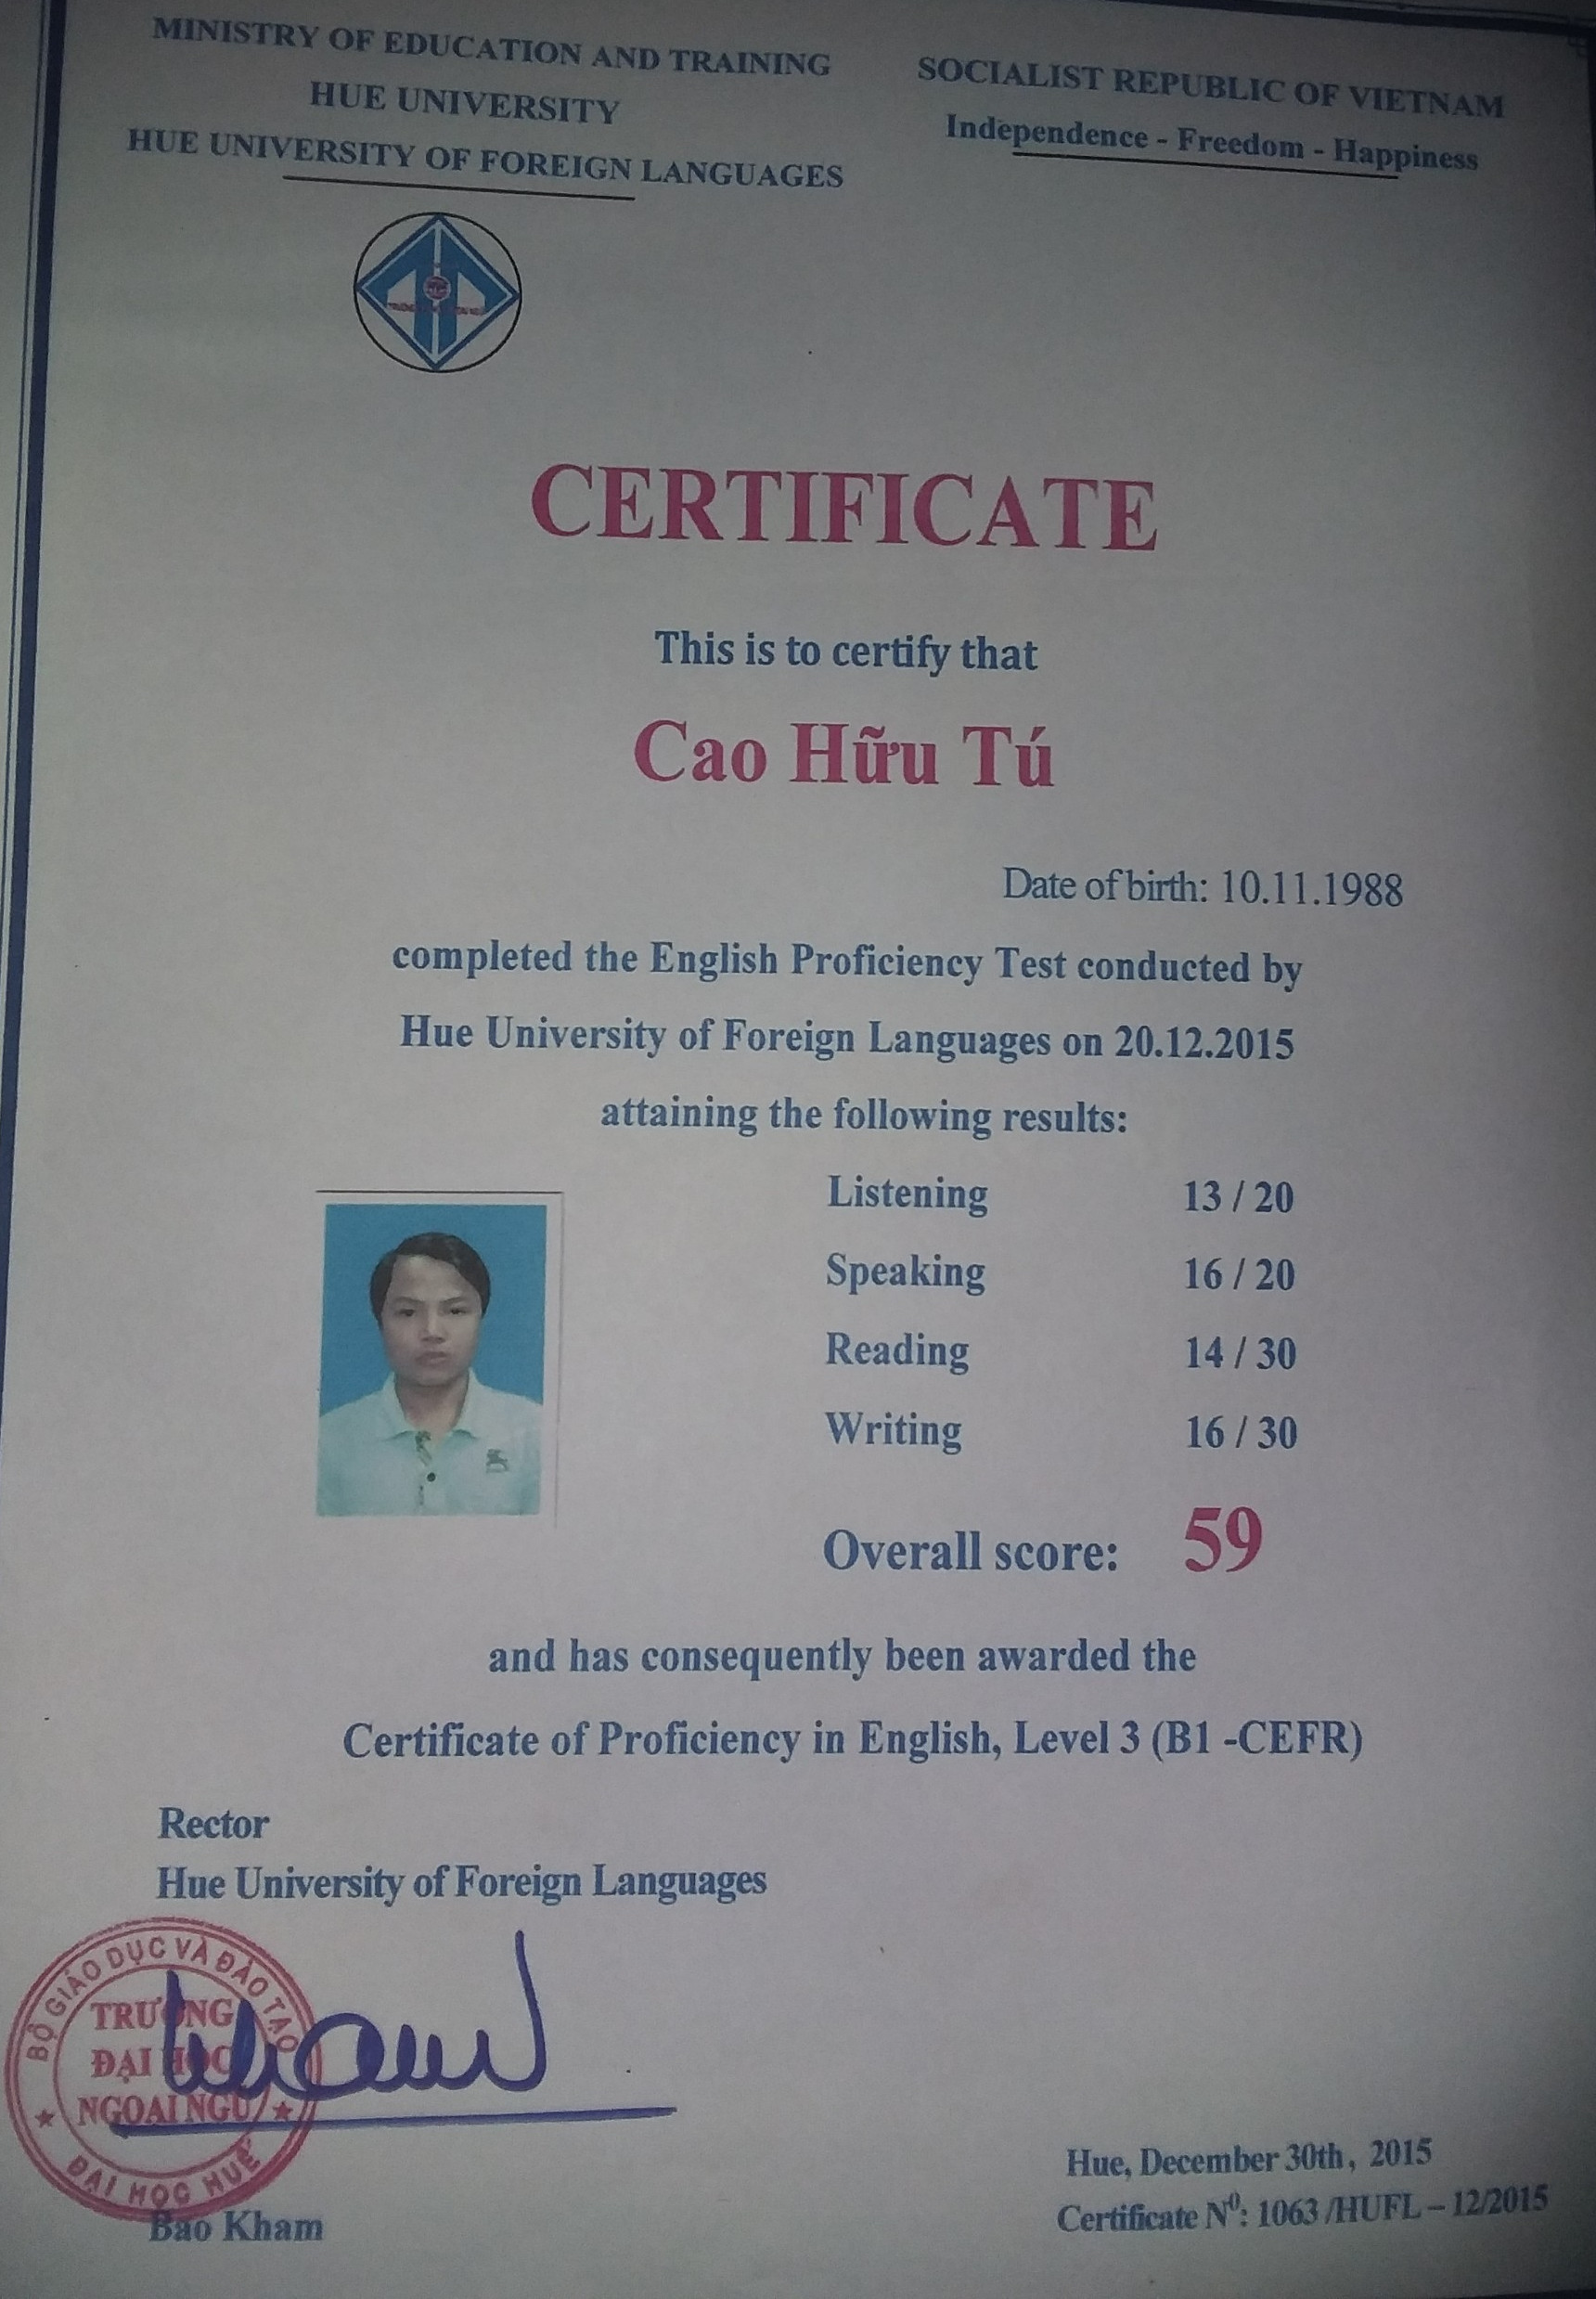 MINISTRY OF EDUCATION AND TRAINING
HUE UNIVERSITY
HUE UNIVERSITY OF FOREIGN LANGUAGES
SOCIALIST REPUBLIC OF VIETNAM
Independence - Freedom - Happiness
CERTIFICATE
This is to certify that
Cao Hữu Tú
Date of birth: 10.11.1988
completed the English Proficiency Test conducted by
Hue University of Foreign Languages on 20.12.2015
attaining the following results:
Listening 13 / 20
Speaking 16 / 20
Reading 14 / 30
Writing 16 / 30
Overall score: 59
and has consequently been awarded the
Certificate of Proficiency in English, Level 3 (B1 -CEFR)
Rector
Hue University of Foreign Languages
BỘ GIÁO DỤC VÀ ĐÀO TẠO
TRƯỜNG
ĐẠI HỌC
NGOẠI NGỮ
ĐẠI HỌC HUẾ
Bao Kham
Hue, December 30th, 2015
Certificate Nº: 1063 /HUFL – 12/2015